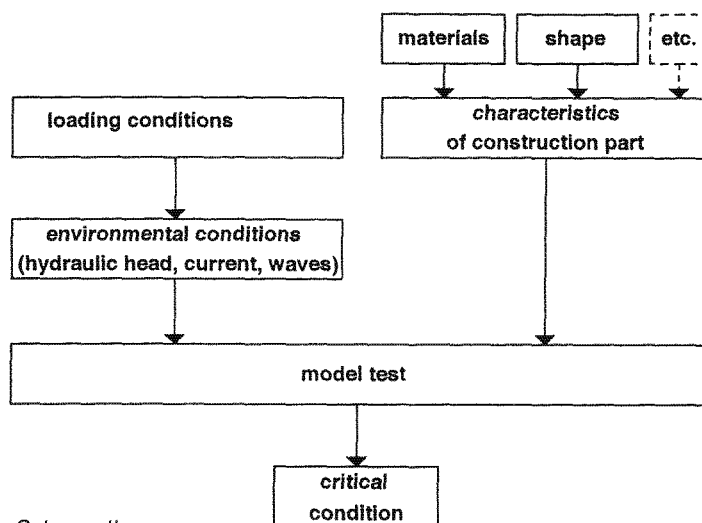 materials
shape
etc.
loading conditions
characteristics
of construction part
environmental conditions
(hydraulic head, current, waves)
model test
critical
condition